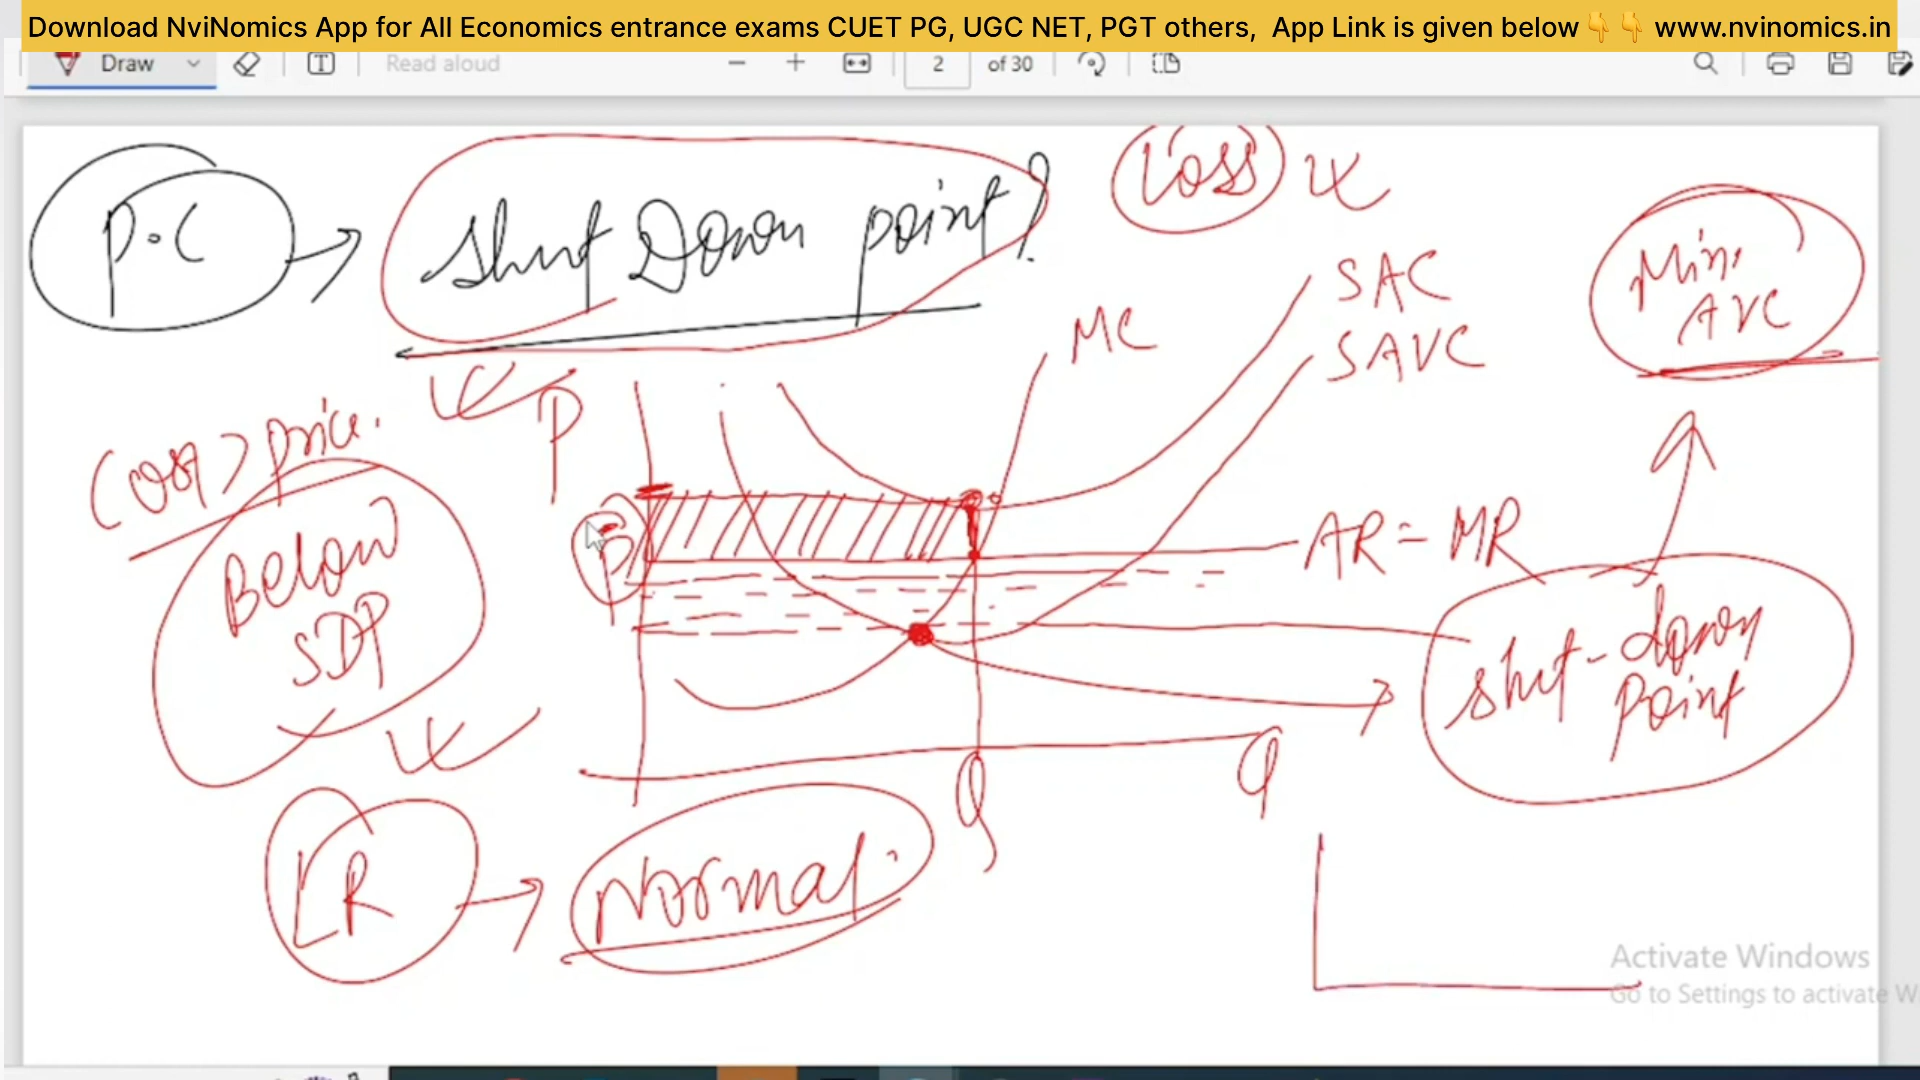 Download NviNomics App for All Economics entrance exams CUET PG, UGC NET, PGT others, App Link is given below👇👇 www.nvinomics.in
Draw
Read aloud
2 of 30
P.C
Shut Down point?
Loss
Min.
AVC
SAC
SAVC
MC
P
Cost > price.
Below
SDP
P
AR = MR
shut-down
Point
Q
Q
LR
Normal.
Activate Windows
Go to Settings to activate W